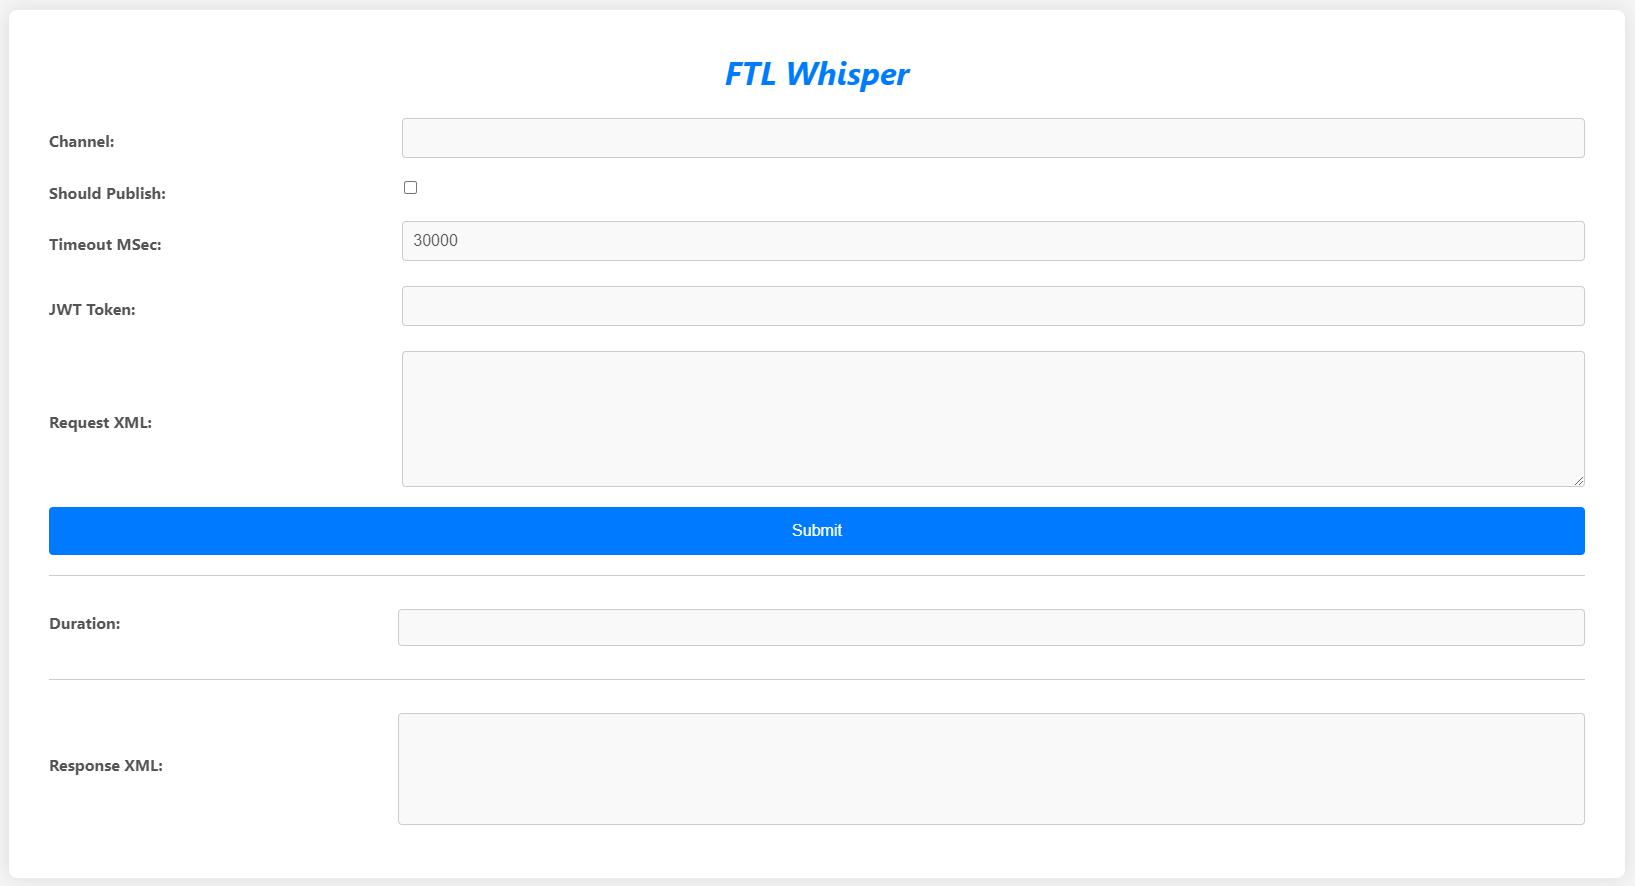 FTL Whisper
Channel:
Should Publish:
Timeout MSec:
30000
JWT Token:
Request XML:
Submit
Duration:
Response XML: